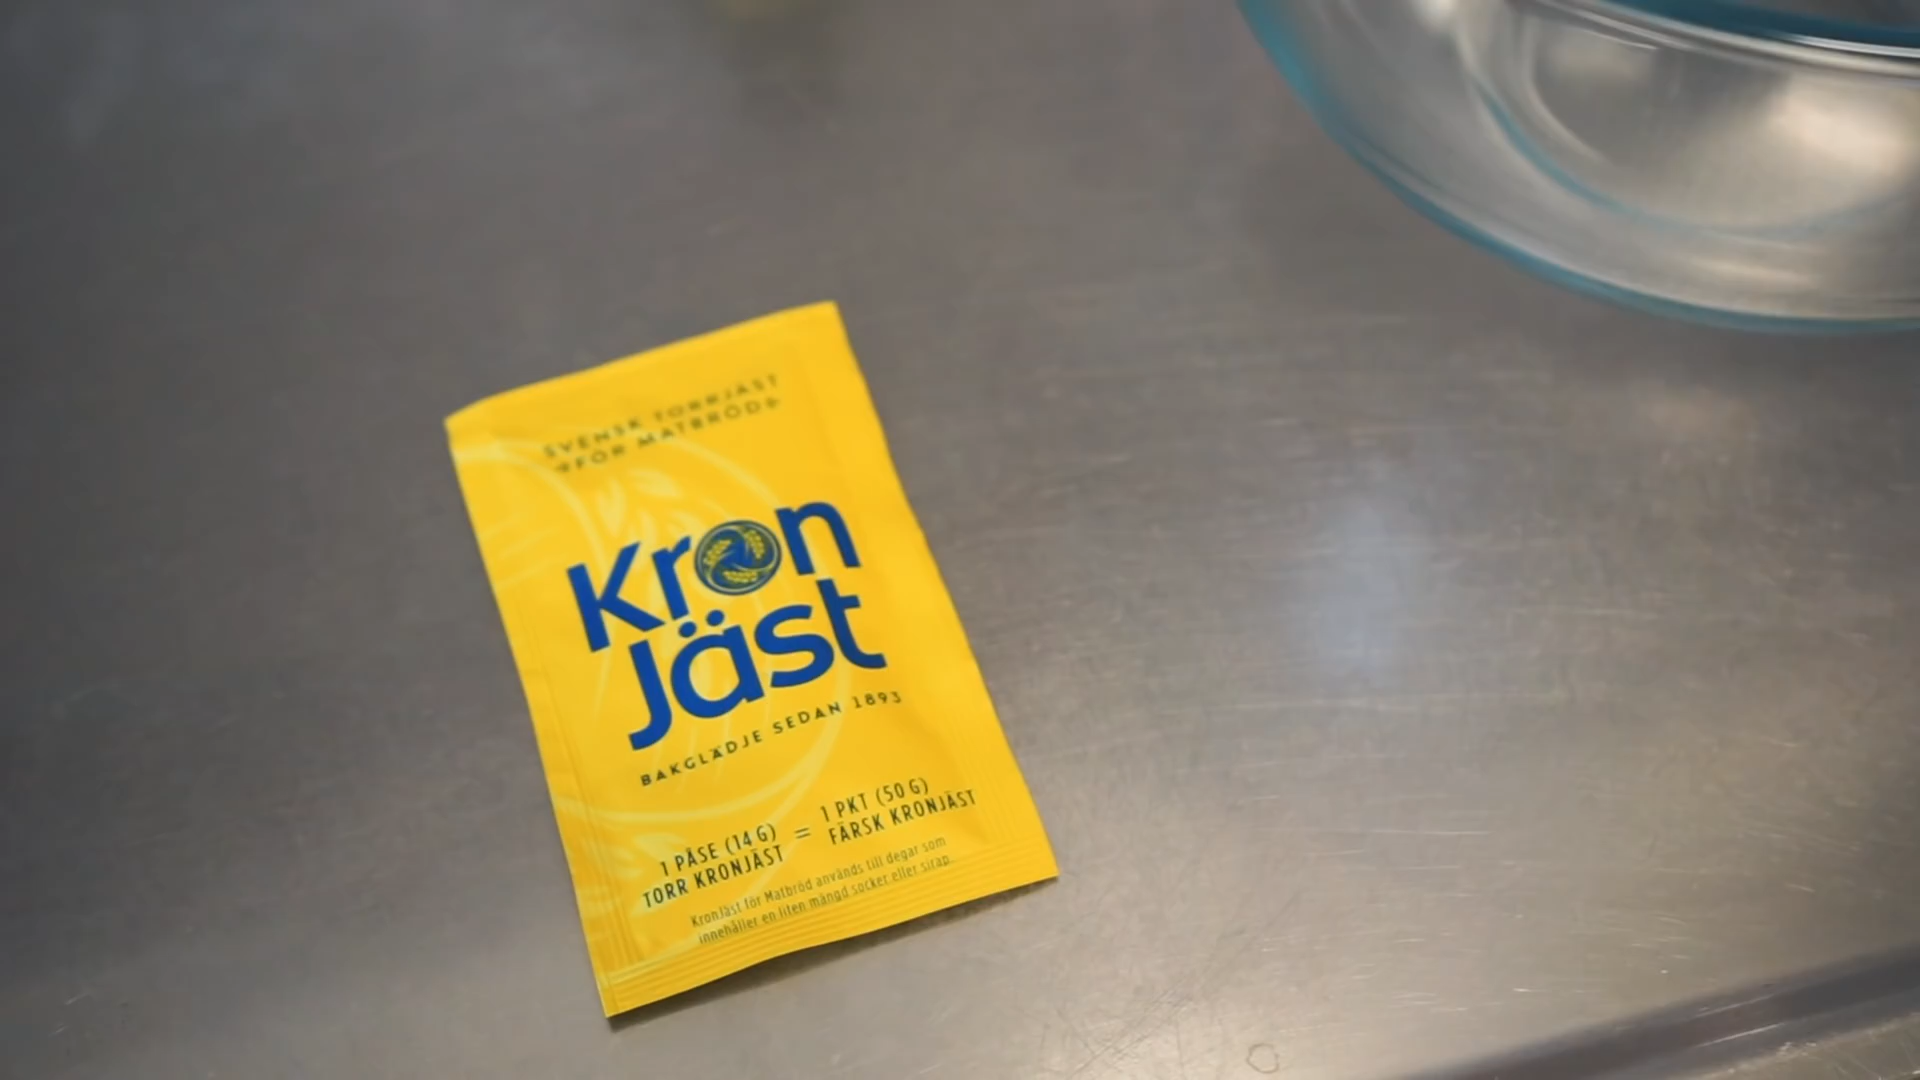 SVENSK TORRJÄST
FÖR MATBRÖD
Kron
Jäst
BAKGLÄDJE SEDAN 1893
1 PÅSE (14 G)
TORR KRONJÄST
=
1 PKT (50 G)
FÄRSK KRONJÄST
KronJäst för Matbröd används till degar som
innehåller en liten mängd socker eller sirap.